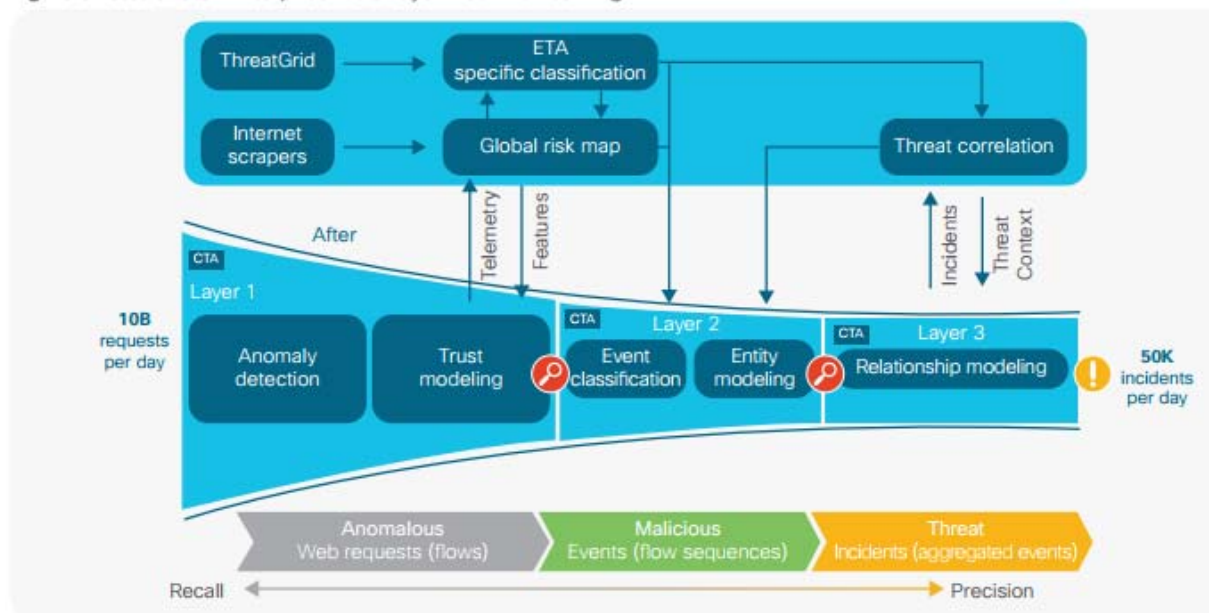 ThreatGrid
ETA
specific classification
Internet
scrapers
Global risk map
Threat correlation
After
Telemetry
Features
Incidents
Threat
Context
CTA
Layer 1
10B
requests
per day
Anomaly
detection
Trust
modeling
CTA
Layer 2
Event
classification
Entity
modeling
CTA
Layer 3
Relationship modeling
50K
incidents
per day
Anomalous
Web requests (flows)
Malicious
Events (flow sequences)
Threat
Incidents (aggregated events)
Recall
Precision